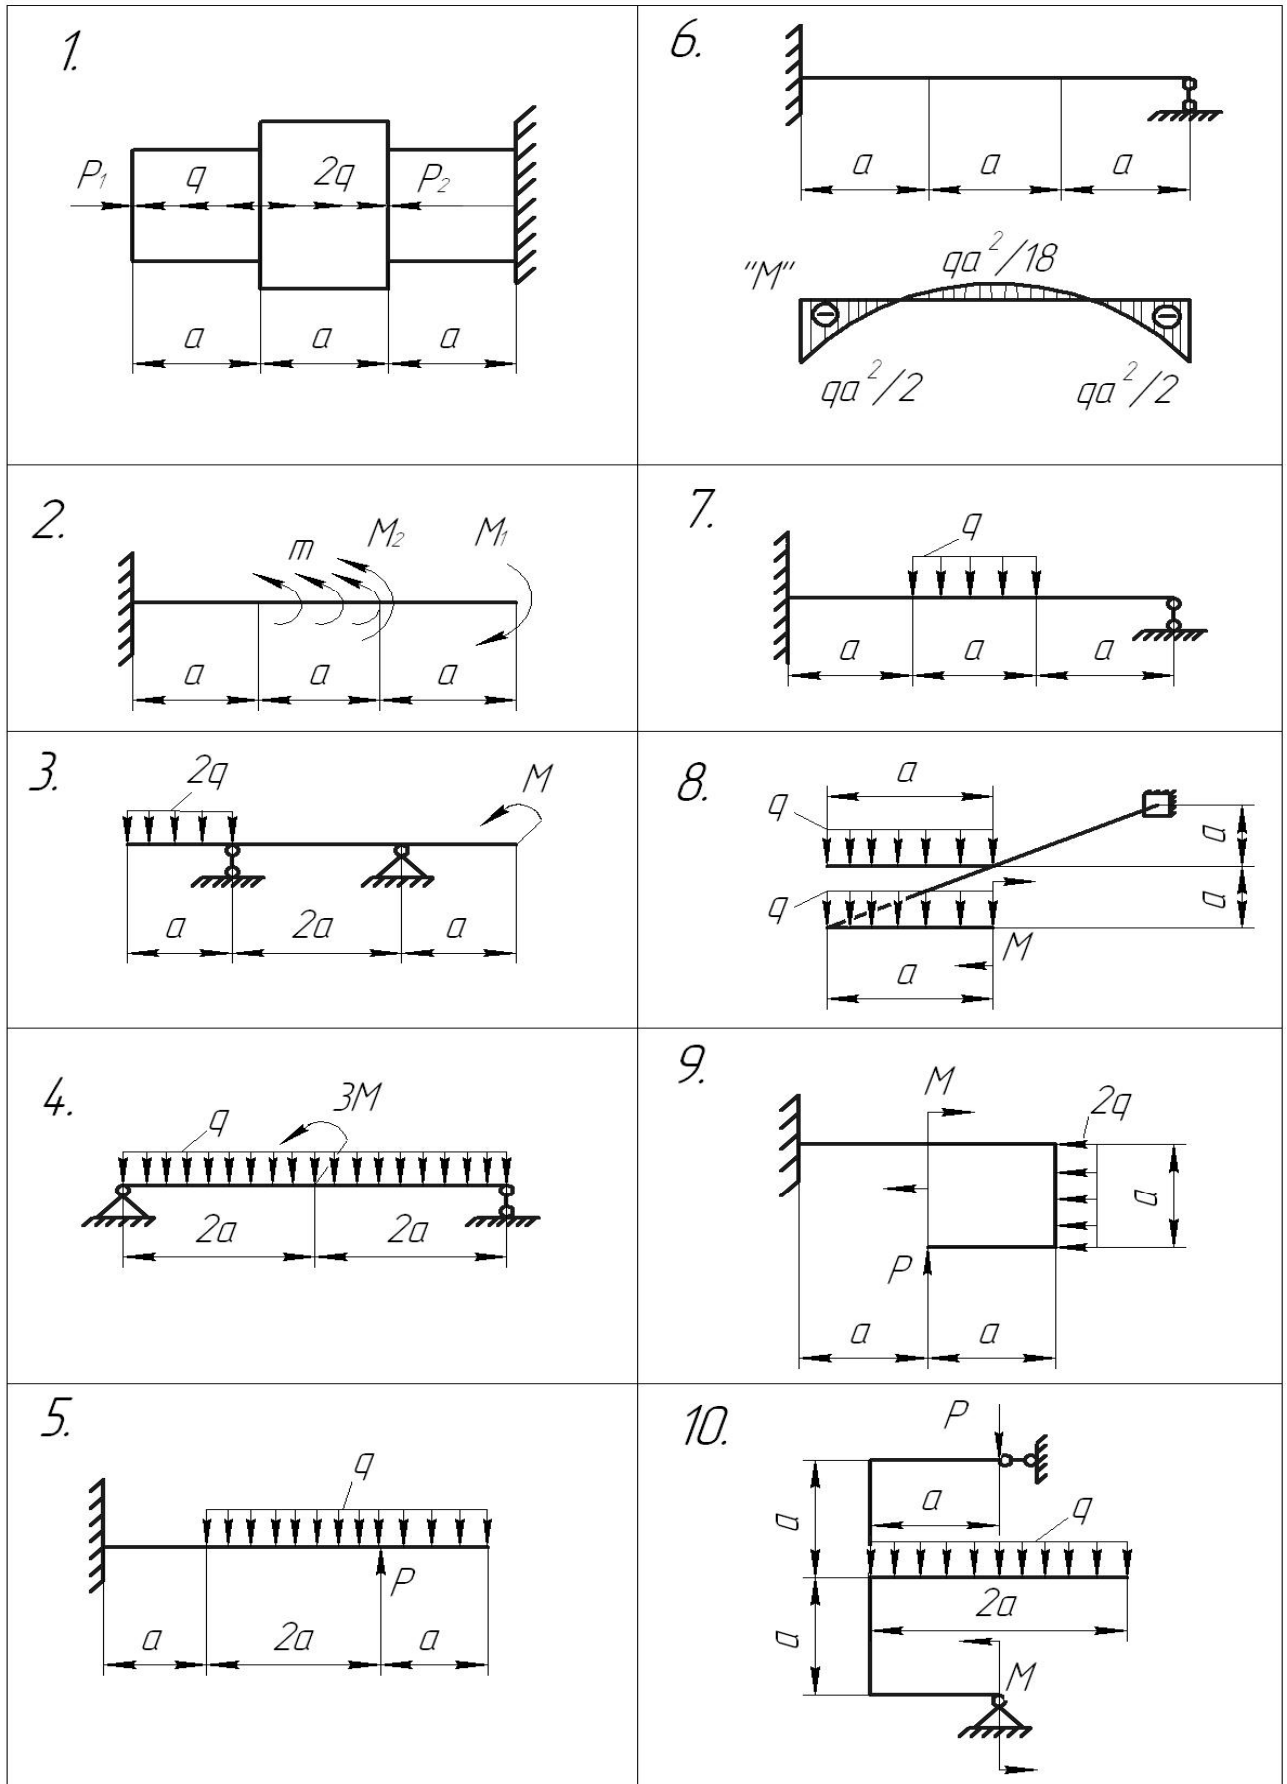 1.
P₁ q 2q P₂
a a a
2.
m M₂ M₁
a a a
3.
2q M
a 2a a
4.
q 3M
2a 2a
5.
q
P
a 2a a
6.
a a a
"M" qa²/18
qa²/2 qa²/2
7.
q
a a a
8.
a
q
a
q
a
M
a
9.
M 2q
a
P
a a
10.
P
a a
q
2a
a
M